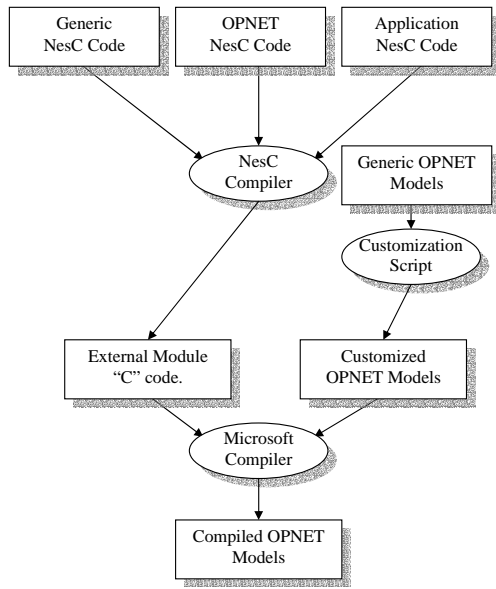 Generic
NesC Code
OPNET
NesC Code
Application
NesC Code
NesC
Compiler
Generic OPNET
Models
Customization
Script
External Module
“C” code.
Customized
OPNET Models
Microsoft
Compiler
Compiled OPNET
Models